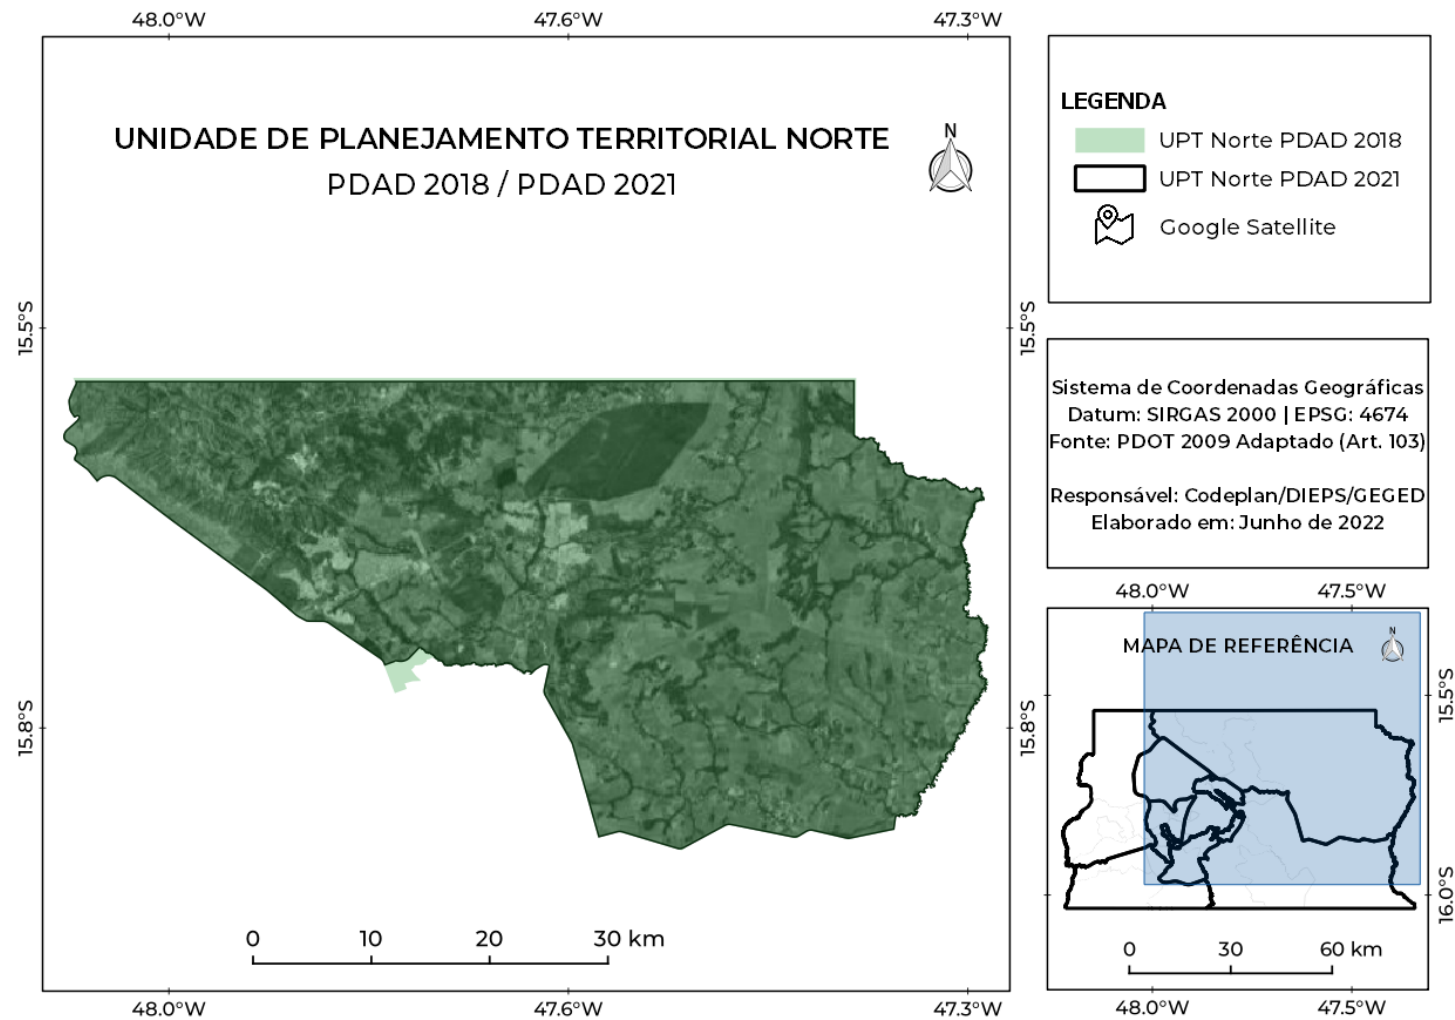 48.0°W 47.6°W 47.3°W
UNIDADE DE PLANEJAMENTO TERRITORIAL NORTE
PDAD 2018 / PDAD 2021
N
15.5°S
15.5°S
15.8°S
15.8°S
0 10 20 30 km
48.0°W 47.6°W 47.3°W
LEGENDA
UPT Norte PDAD 2018
UPT Norte PDAD 2021
Google Satellite
Sistema de Coordenadas Geográficas
Datum: SIRGAS 2000 | EPSG: 4674
Fonte: PDOT 2009 Adaptado (Art. 103)
Responsável: Codeplan/DIEPS/GEGED
Elaborado em: Junho de 2022
48.0°W 47.5°W
MAPA DE REFERÊNCIA
N
15.5°S
16.0°S
0 30 60 km
48.0°W 47.5°W